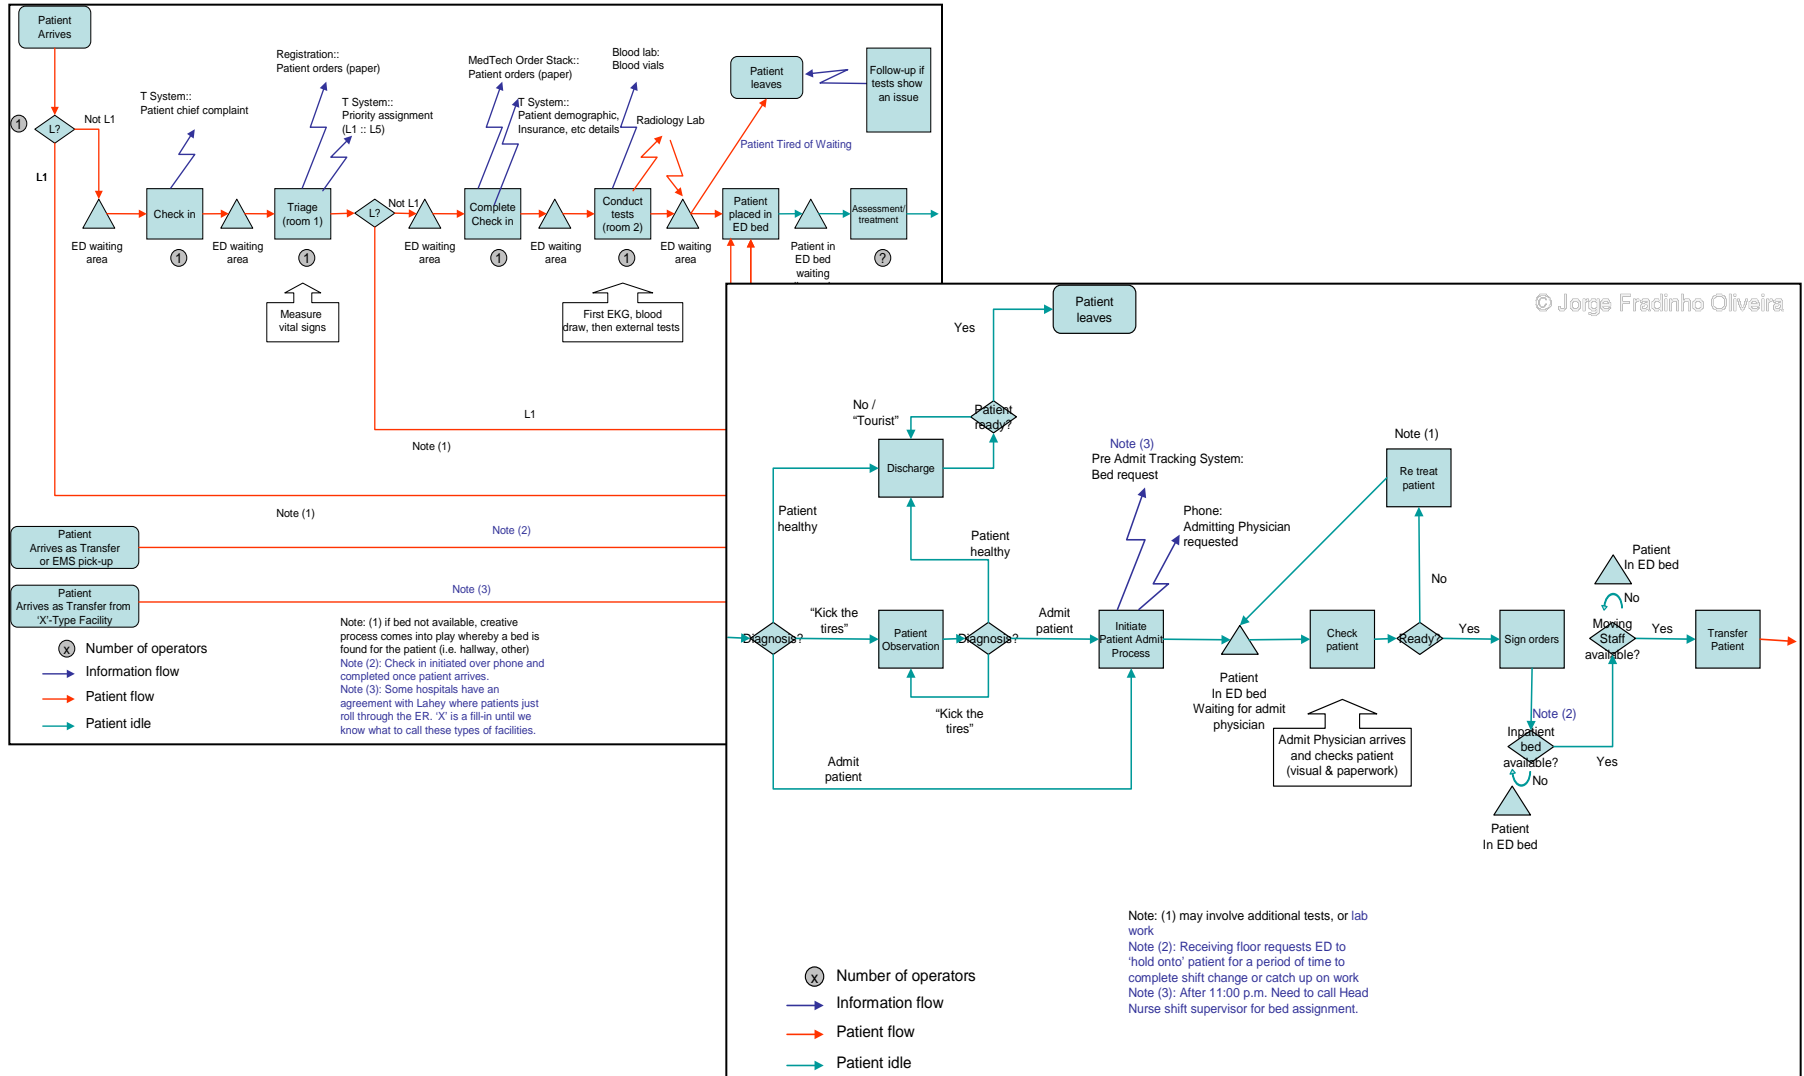 Patient
Arrives
L?
1
Not L1
L1
T System::
Patient chief complaint
Registration::
Patient orders (paper)
T System::
Priority assignment
(L1 :: L5)
MedTech Order Stack::
Patient orders (paper)
T System::
Patient demographic,
Insurance, etc details
Blood lab:
Blood vials
Radiology Lab
Patient
leaves
Follow-up if
tests show
an issue
Patient Tired of Waiting
ED waiting
area
Check in
1
ED waiting
area
Triage
(room 1)
1
L?
Not L1
ED waiting
area
Complete
Check in
1
ED waiting
area
Conduct
tests
(room 2)
1
ED waiting
area
Patient
placed in
ED bed
Patient in
ED bed
waiting
Assessment/
treatment
?
Measure
vital signs
First EKG, blood
draw, then external tests
L1
Note (1)
Note (1)
Patient
Arrives as Transfer
or EMS pick-up
Note (2)
Patient
Arrives as Transfer from
‘X’-Type Facility
Note (3)
x
Number of operators
Information flow
Patient flow
Patient idle
Note: (1) if bed not available, creative
process comes into play whereby a bed is
found for the patient (i.e. hallway, other)
Note (2): Check in initiated over phone and
completed once patient arrives.
Note (3): Some hospitals have an
agreement with Lahey where patients just
roll through the ER. ‘X’ is a fill-in until we
know what to call these types of facilities.
© Jorge Fradinho Oliveira
Patient
leaves
Yes
No /
“Tourist”
Patient
ready?
Discharge
Patient
healthy
Patient
healthy
Diagnosis?
“Kick the
tires”
Patient
Observation
Diagnosis?
“Kick the
tires”
Admit
patient
Admit
patient
Note (3)
Pre Admit Tracking System:
Bed request
Phone:
Admitting Physician
requested
Initiate
Patient Admit
Process
Patient
In ED bed
Waiting for admit
physician
Check
patient
Admit Physician arrives
and checks patient
(visual & paperwork)
Note (1)
Re treat
patient
No
Ready?
Yes
Sign orders
Note (2)
Inpatient
bed
available?
No
Yes
Patient
In ED bed
Patient
In ED bed
No
Moving
Staff
available?
Yes
Transfer
Patient
Note: (1) may involve additional tests, or lab
work
Note (2): Receiving floor requests ED to
‘hold onto’ patient for a period of time to
complete shift change or catch up on work
Note (3): After 11:00 p.m. Need to call Head
Nurse shift supervisor for bed assignment.
x
Number of operators
Information flow
Patient flow
Patient idle